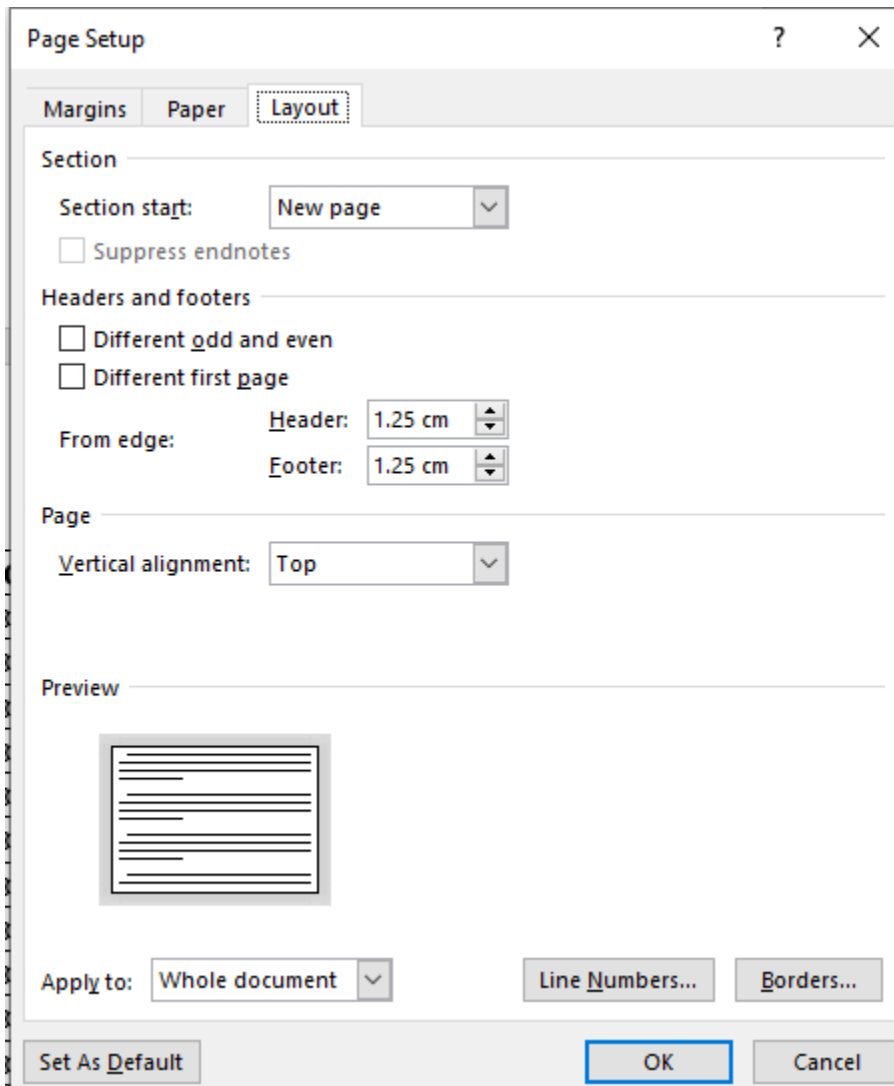 Page Setup ? ×
Margins Paper Layout
Section
Section start: New page
Suppress endnotes
Headers and footers
Different odd and even
Different first page
From edge:
Header: 1.25 cm
Footer: 1.25 cm
Page
Vertical alignment: Top
Preview
Apply to: Whole document Line Numbers... Borders...
Set As Default OK Cancel